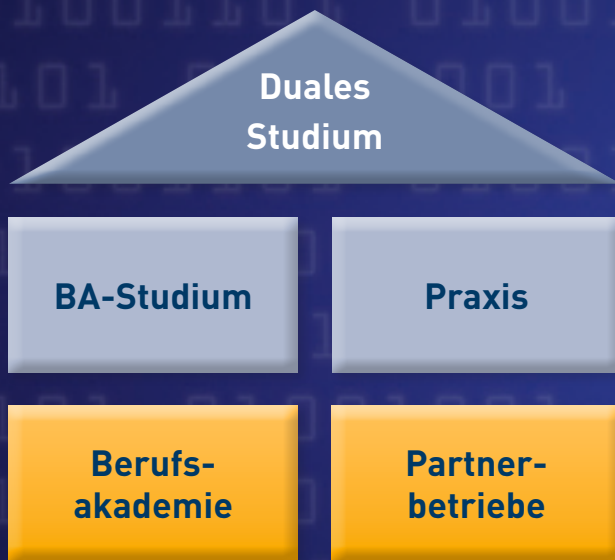 Duales
Studium
BA-Studium
Praxis
Berufs-
akademie
Partner-
betriebe